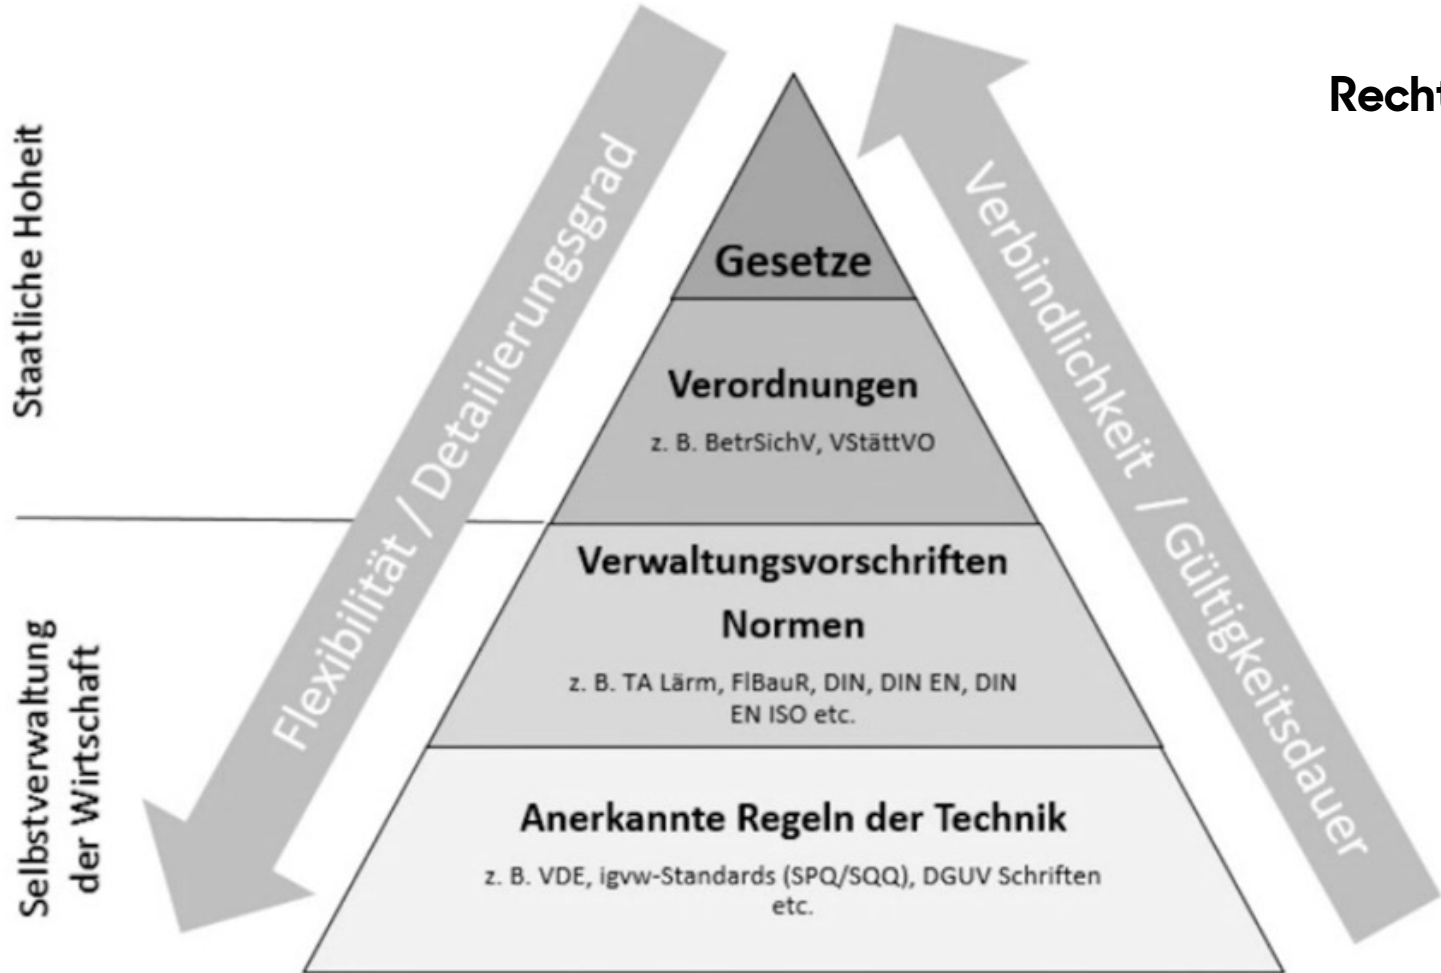 Recht
Staatliche Hoheit
Flexibilität / Detailierungsgrad
Verbindlichkeit / Gültigkeitsdauer
Gesetze
Verordnungen
z. B. BetrSichV, VStättVO
Selbstverwaltung
der Wirtschaft
Verwaltungsvorschriften
Normen
z. B. TA Lärm, FlBauR, DIN, DIN EN, DIN
EN ISO etc.
Anerkannte Regeln der Technik
z. B. VDE, igvw-Standards (SPQ/SQQ), DGUV Schriften
etc.